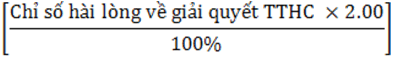 [Chỉ số hài lòng về giải quyết TTHC × 2.00]
100%